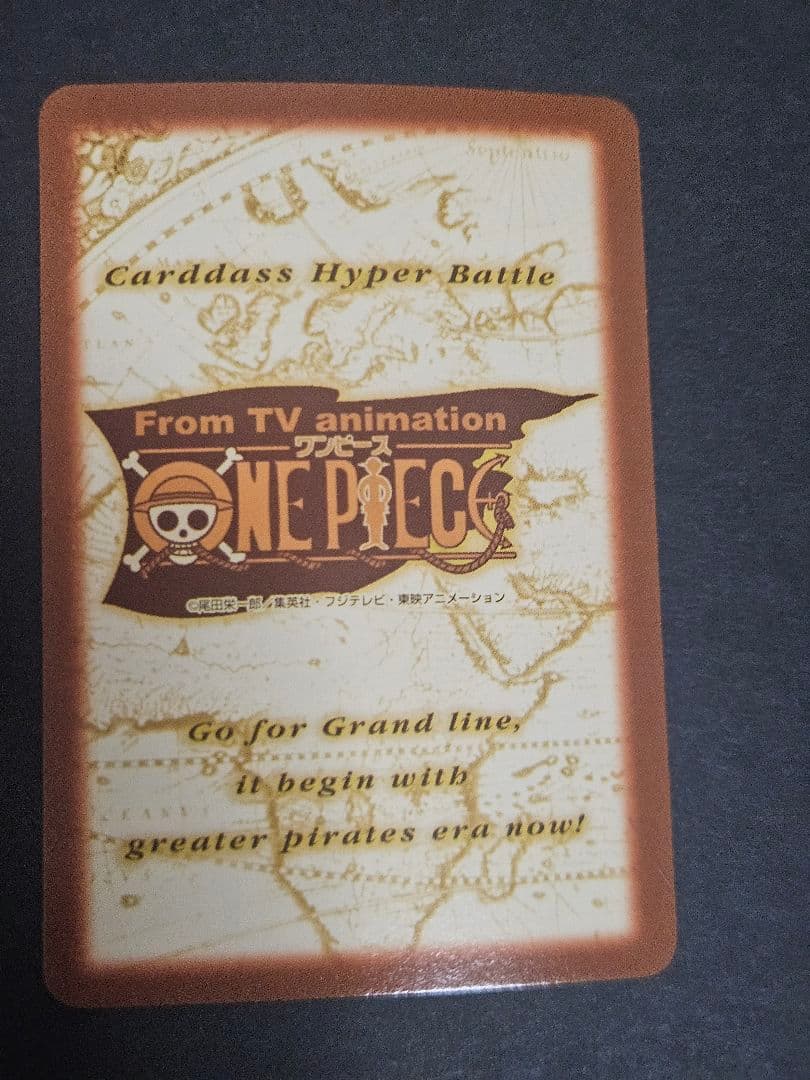 Septentrio
Carddass Hyper Battle
From TV animation
ワンピース
ONE PIECE
©尾田栄一郎／集英社・フジテレビ・東映アニメーション
Go for Grand line,
it begin with
greater pirates era now!